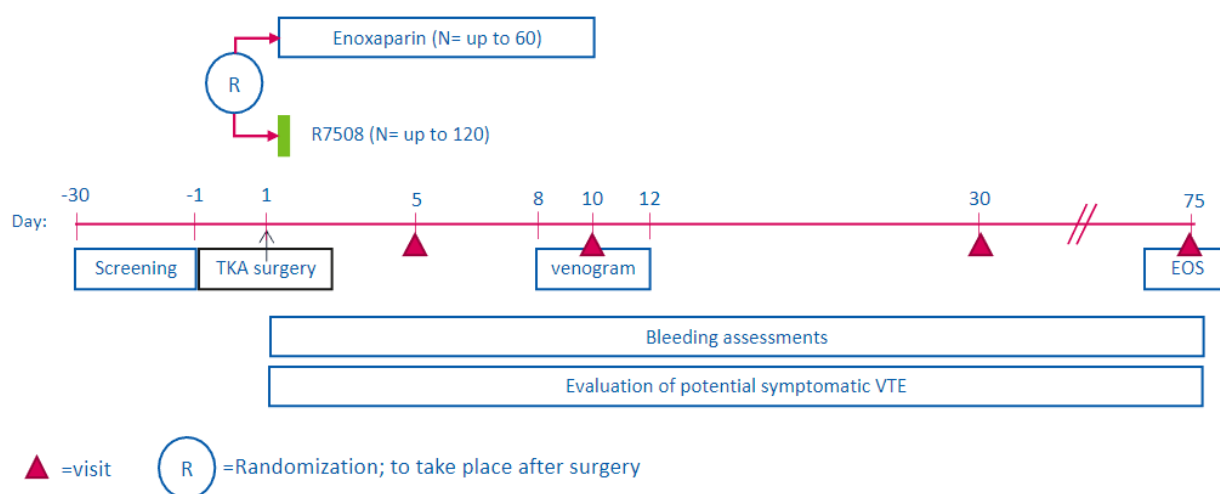 Enoxaparin (N= up to 60)
R
R7508 (N= up to 120)
-30 -1 1 5 8 10 12 30 75
Day:
Screening TKA surgery venogram EOS
Bleeding assessments
Evaluation of potential symptomatic VTE
=visit R =Randomization; to take place after surgery